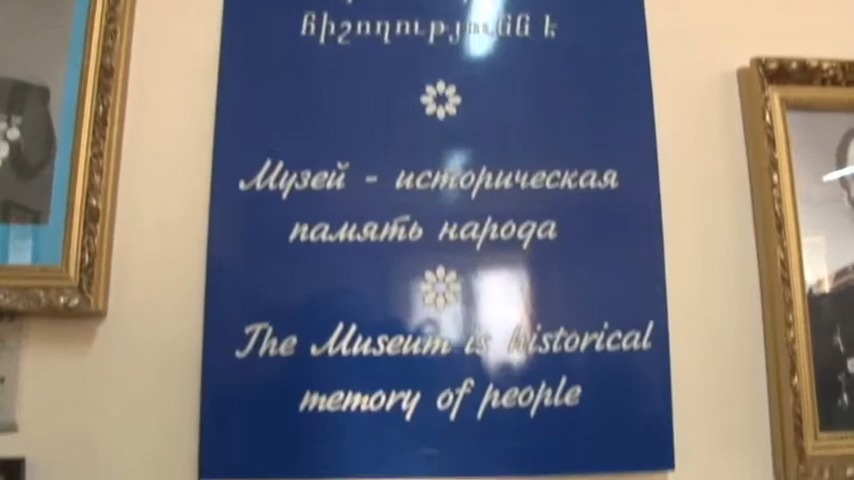 հիշողությունն է
Музей - историческая
память народа
The Museum is historical
memory of people